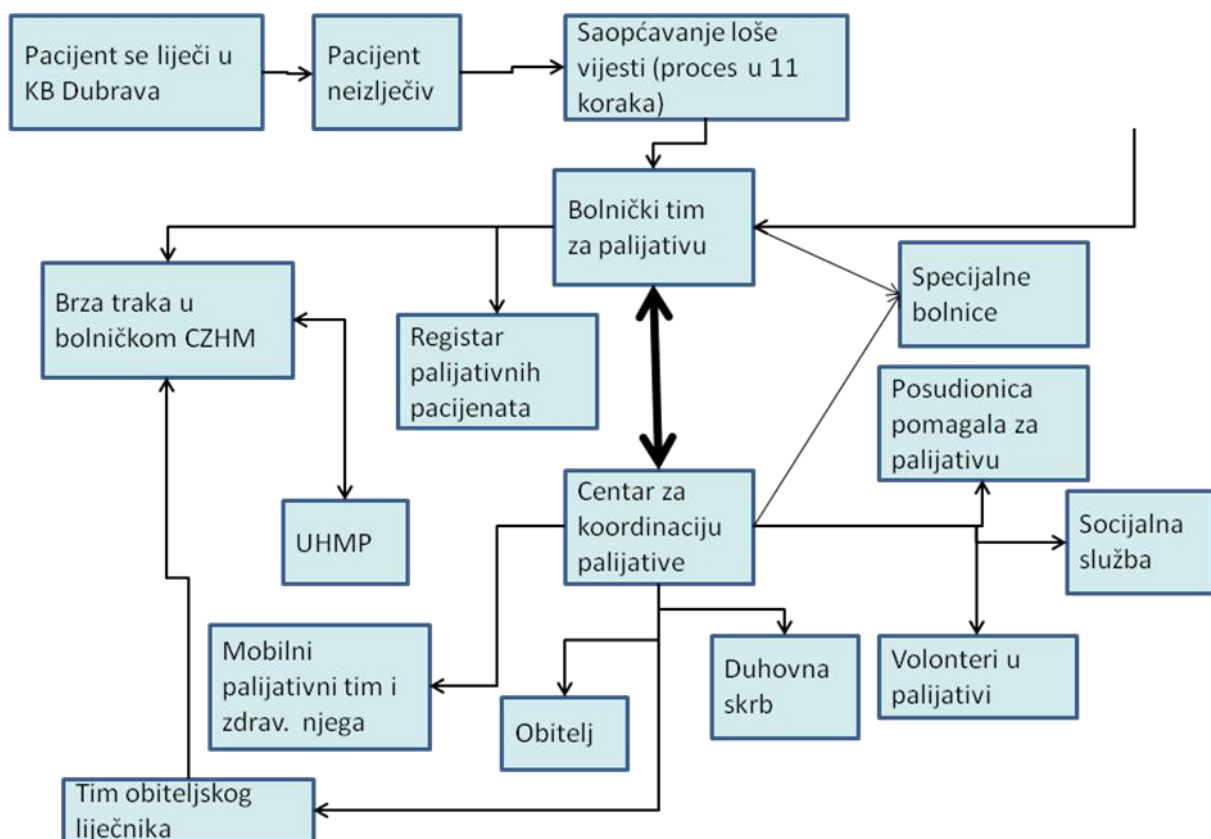 Pacijent se liječi u
KB Dubrava
Pacijent
neizlječiv
Saopćavanje loše
vijesti (proces u 11
koraka)
Bolnički tim
za palijativu
Specijalne
bolnice
Brza traka u
bolničkom CZHM
Registar
palijativnih
pacijenata
Posudionica
pomagala za
palijativu
Centar za
koordinaciju
palijative
Socijalna
služba
UHMP
Mobilni
palijativni tim i
zdrav. njega
Obitelj
Duhovna
skrb
Volonteri u
palijativi
Tim obiteljskog
liječnika